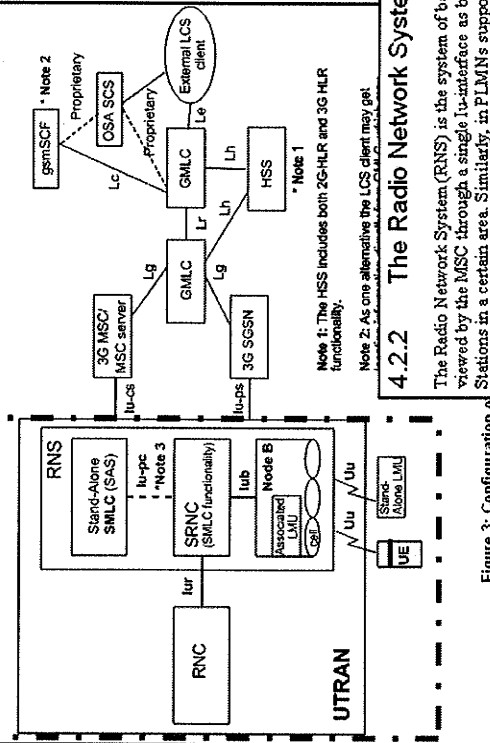 gsmSCF
* Note 2
Proprietary
OSA SCS
Proprietary
External LCS
client
Lc
Le
GMLC
Lh
HSS
* Note 1
Lr
Lh
GMLC
Lg
Lg
3G MSC/
MSC server
3G SGSN
Iu-cs
Iu-ps
Note 1: The HSS includes both 2G-HLR and 3G HLR
functionality.
Note 2: As one alternative the LCS client may get
RNS
Stand-Alone
SMLC (SAS)
Iu-pc
*Note 3
SRNC
(SMLC functionality)
Iub
Node B
Associated
LMU
cell
Iur
RNC
UTRAN
Uu
Uu
UE
Stand-
Alone LMU
Figure 3: Configuration of
4.2.2 The Radio Network Syste
The Radio Network System (RNS) is the system of b
viewed by the MSC through a single Iu-interface as b
Stations in a certain area. Similarly, in PLMNs suppo